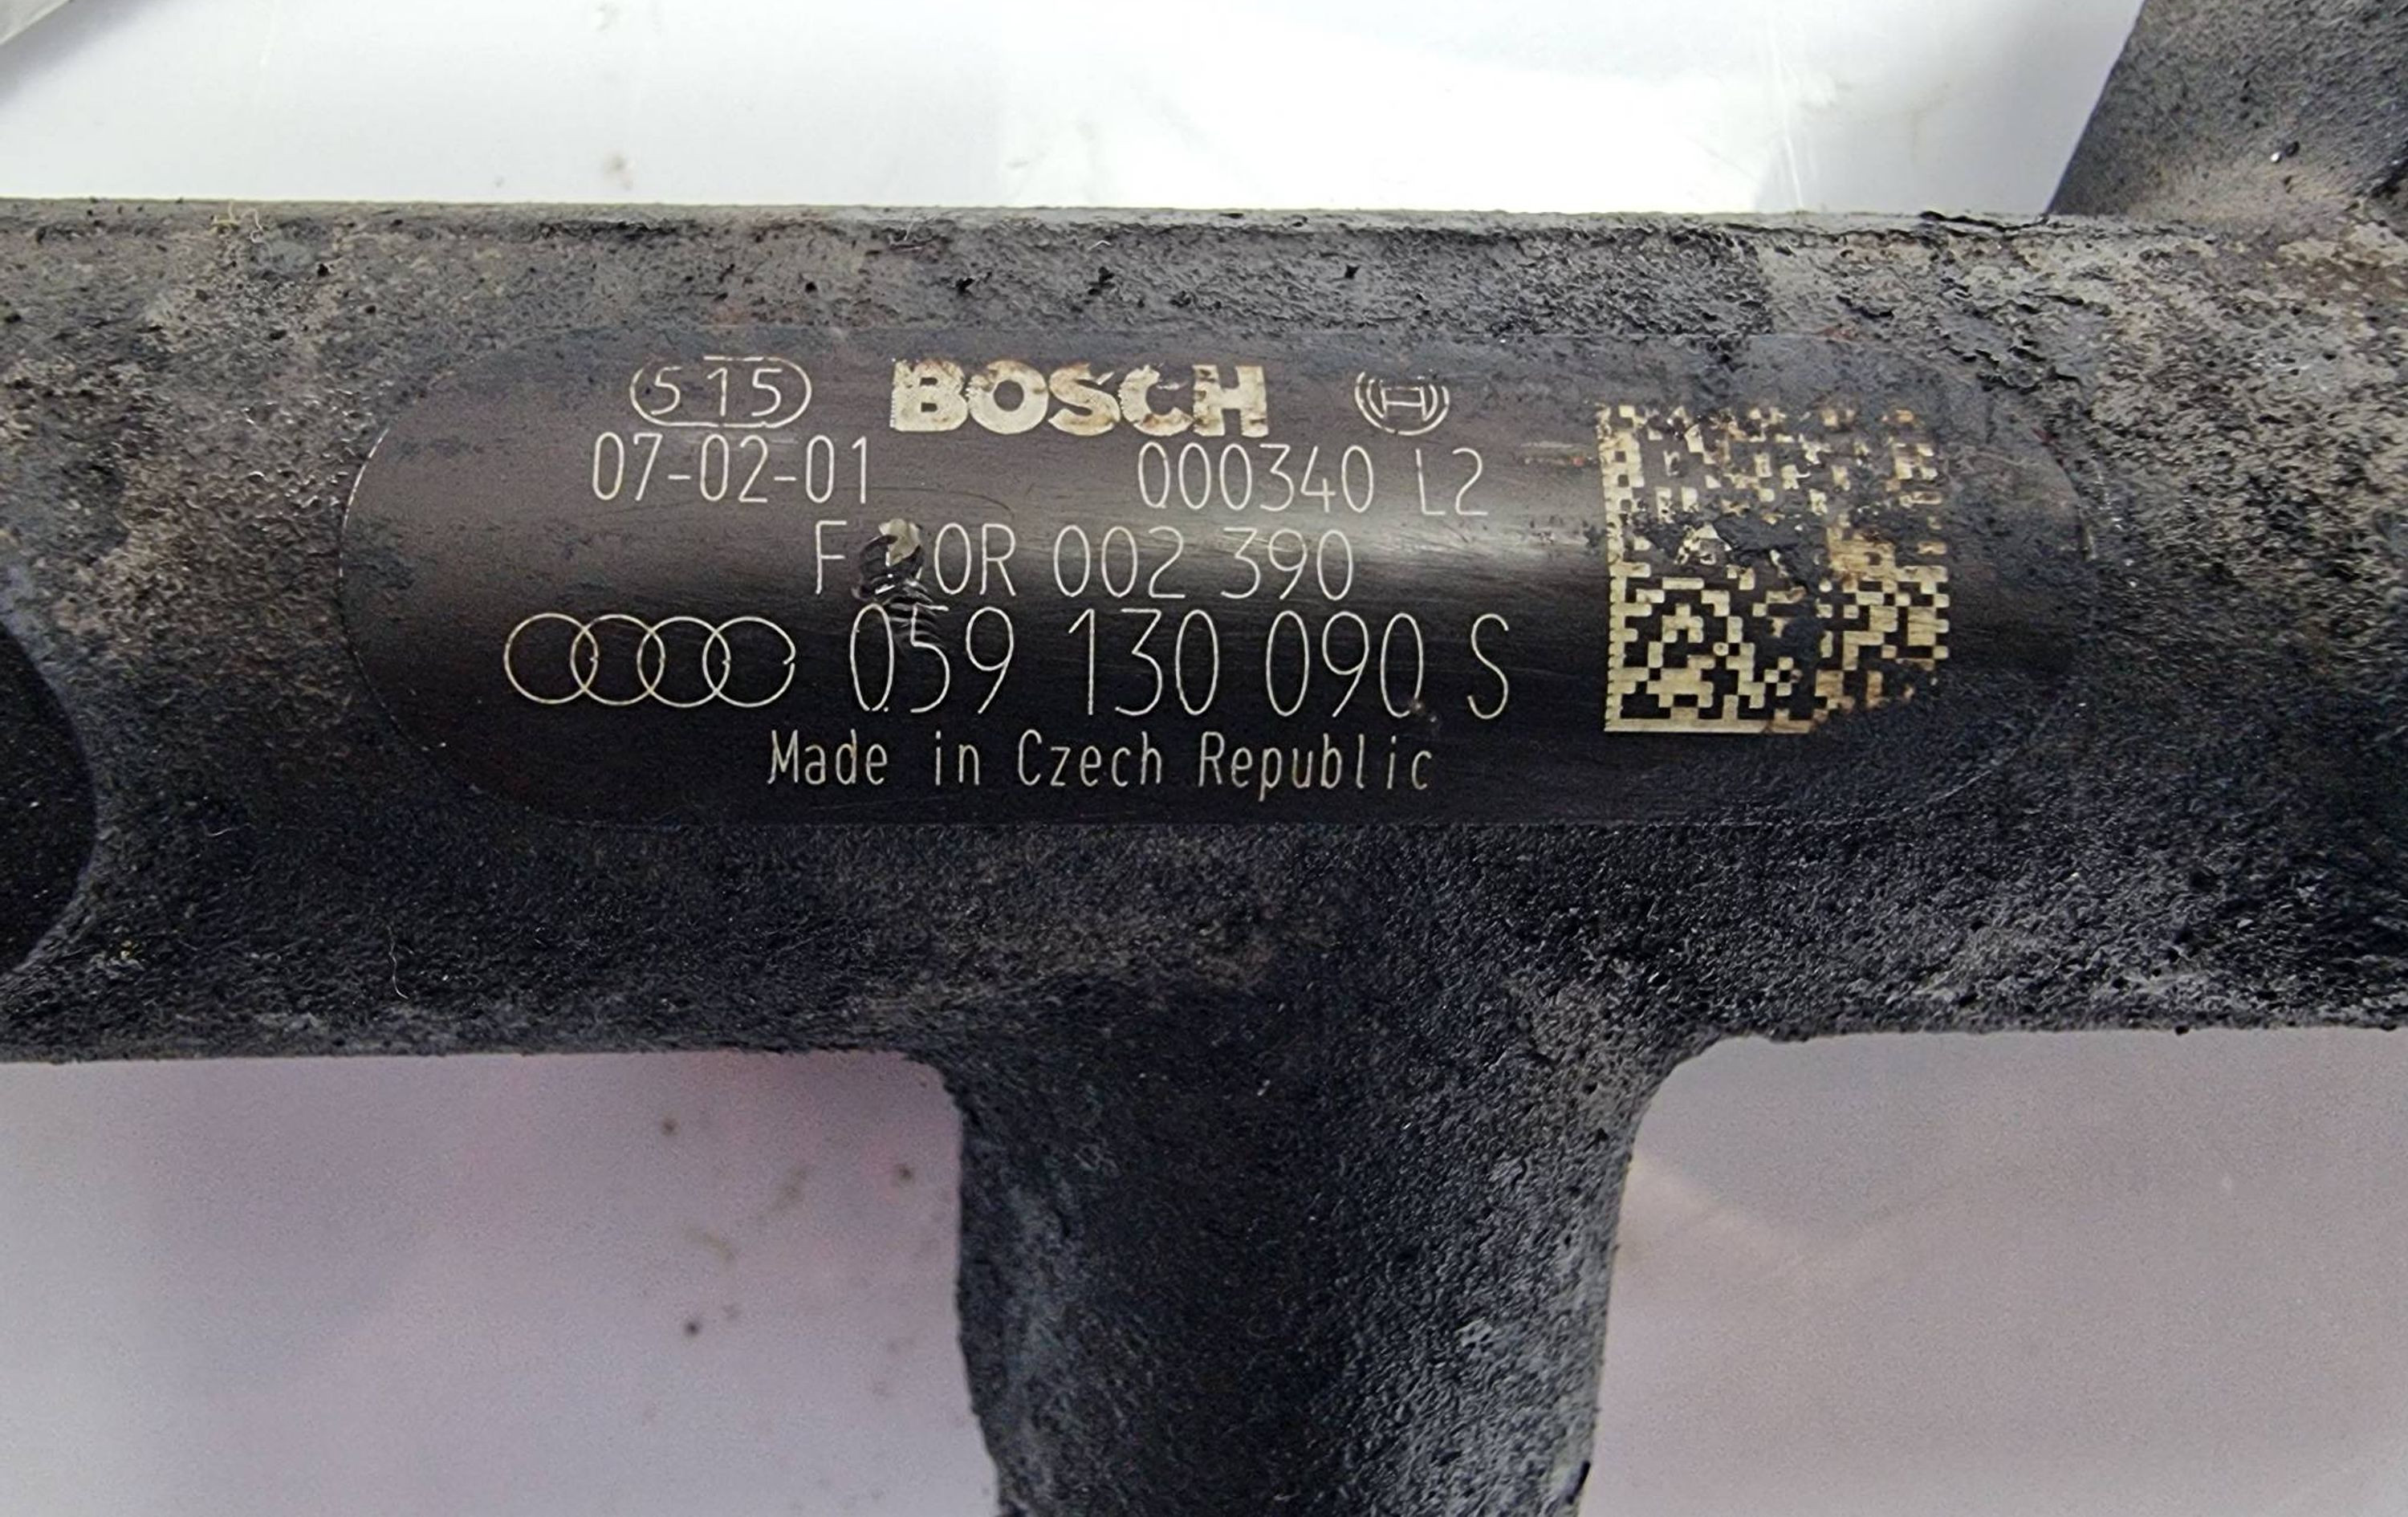 515 BOSCH
07-02-01 000340 L2
002 390
059 130 090 S
Made in Czech Republic